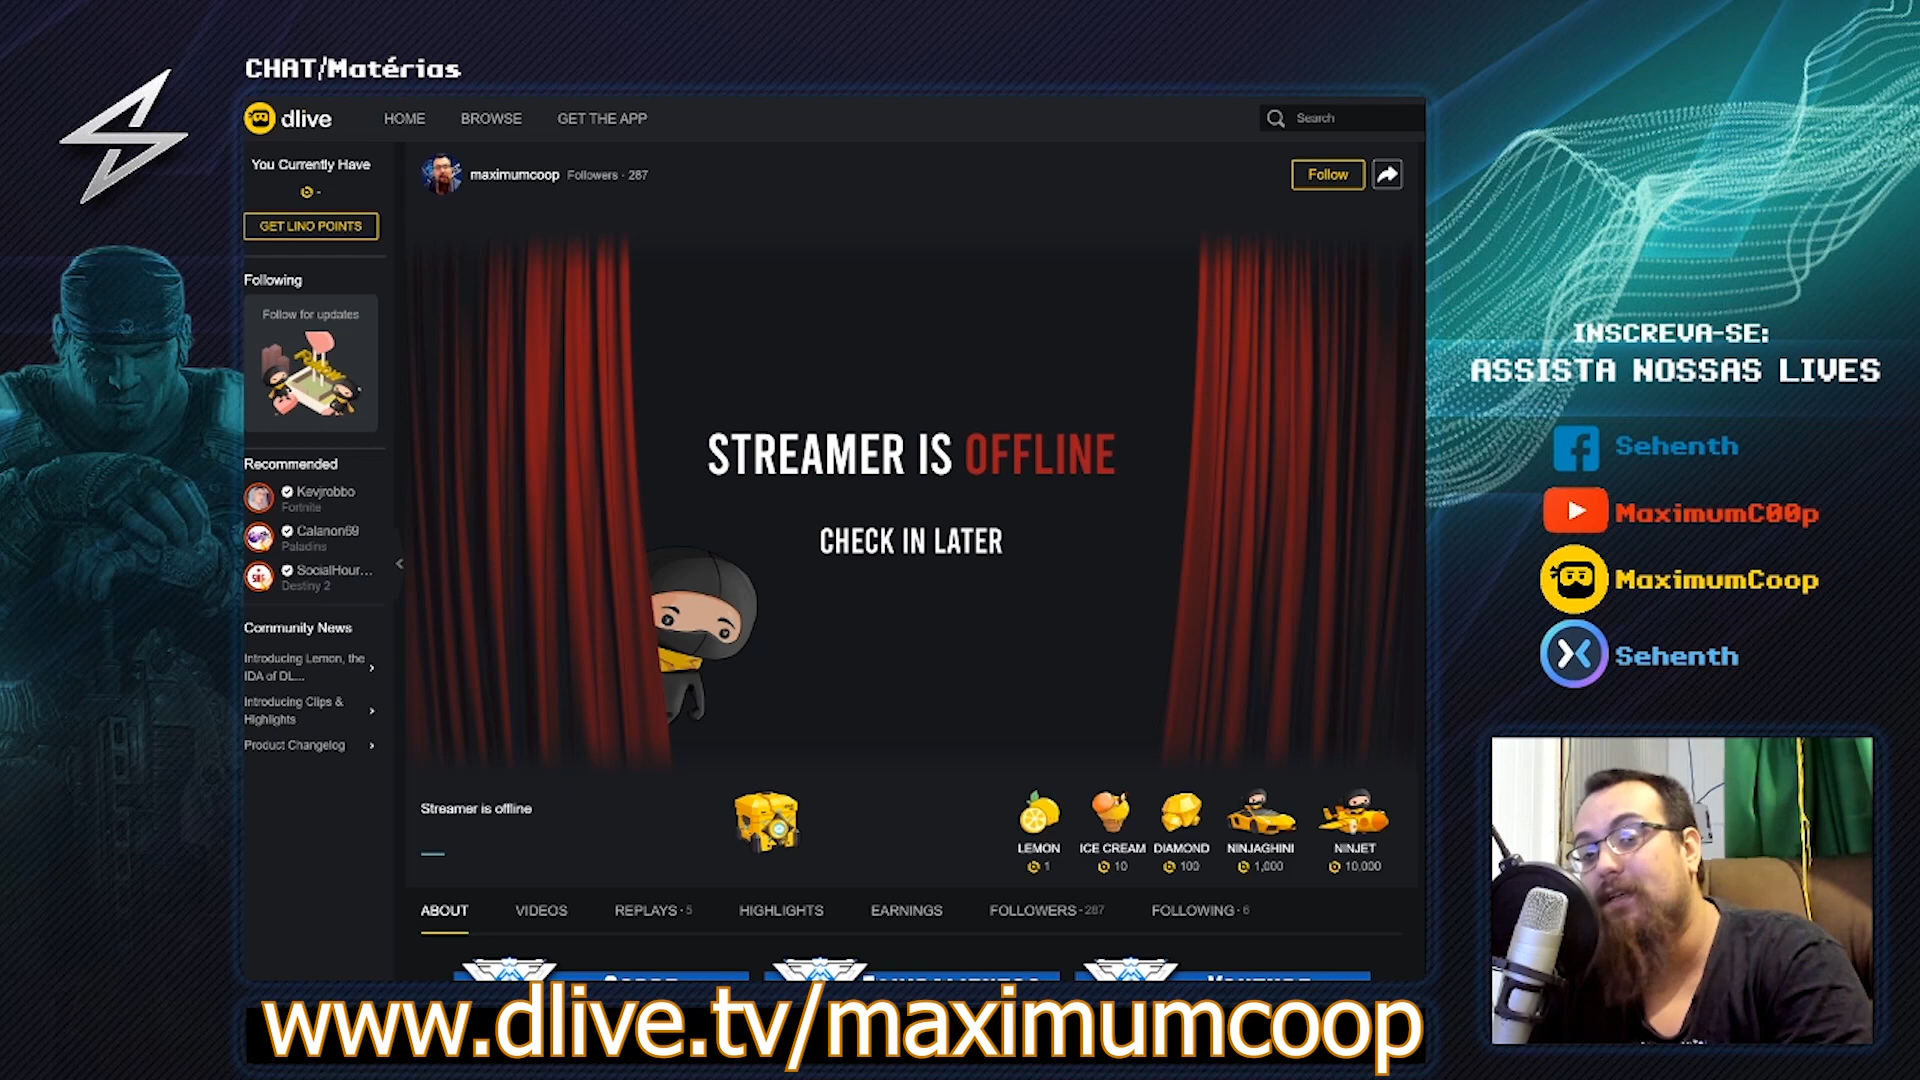 CHAT/Matérias
dlive
HOME
BROWSE
GET THE APP
Search
You Currently Have
-
GET LINO POINTS
maximumcoop Followers · 287
Follow
Following
Follow for updates
STREAMER IS OFFLINE
CHECK IN LATER
Recommended
Kevjrobbo
Fortnite
Calanon69
Paladins
SocialHour...
Destiny 2
Community News
Introducing Lemon, the
IDA of DL...
Introducing Clips &
Highlights
Product Changelog
Streamer is offline
LEMON
1
ICE CREAM
10
DIAMOND
100
NINJAGHINI
1,000
NINJET
10,000
ABOUT
VIDEOS
REPLAYS · 5
HIGHLIGHTS
EARNINGS
FOLLOWERS · 287
FOLLOWING · 6
www.dlive.tv/maximumcoop
INSCREVA-SE:
ASSISTA NOSSAS LIVES
Sehenth
MaximumC00p
MaximumCoop
Sehenth